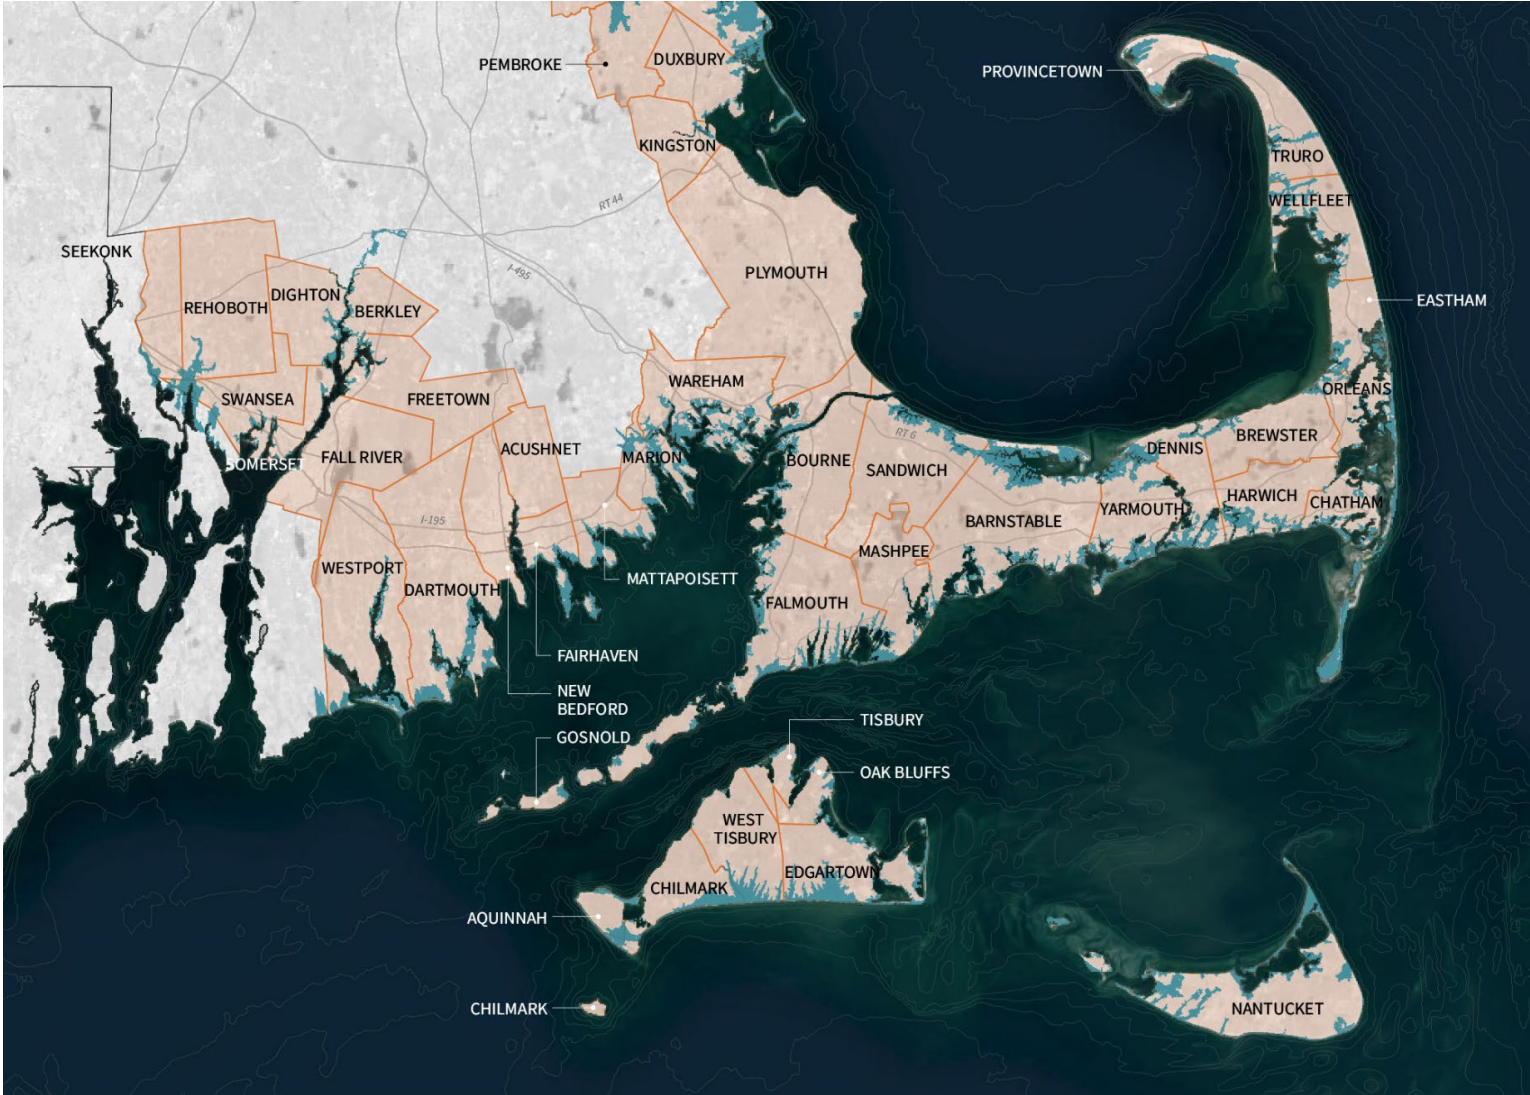 PEMBROKE
DUXBURY
PROVINCETOWN
KINGSTON
TRURO
WELLFLEET
RT 44
SEEKONK
I-495
PLYMOUTH
EASTHAM
DIGHTON
REHOBOTH
BERKLEY
WAREHAM
ORLEANS
SWANSEA
FREETOWN
RT 6
BREWSTER
DENNIS
ACUSHNET
SOMERSET
FALL RIVER
MARION
BOURNE
SANDWICH
HARWICH
CHATHAM
YARMOUTH
I-195
BARNSTABLE
MASHPEE
WESTPORT
MATTAPOISETT
DARTMOUTH
FALMOUTH
FAIRHAVEN
NEW
BEDFORD
TISBURY
GOSNOLD
OAK BLUFFS
WEST
TISBURY
EDGARTOWN
CHILMARK
AQUINNAH
CHILMARK
NANTUCKET